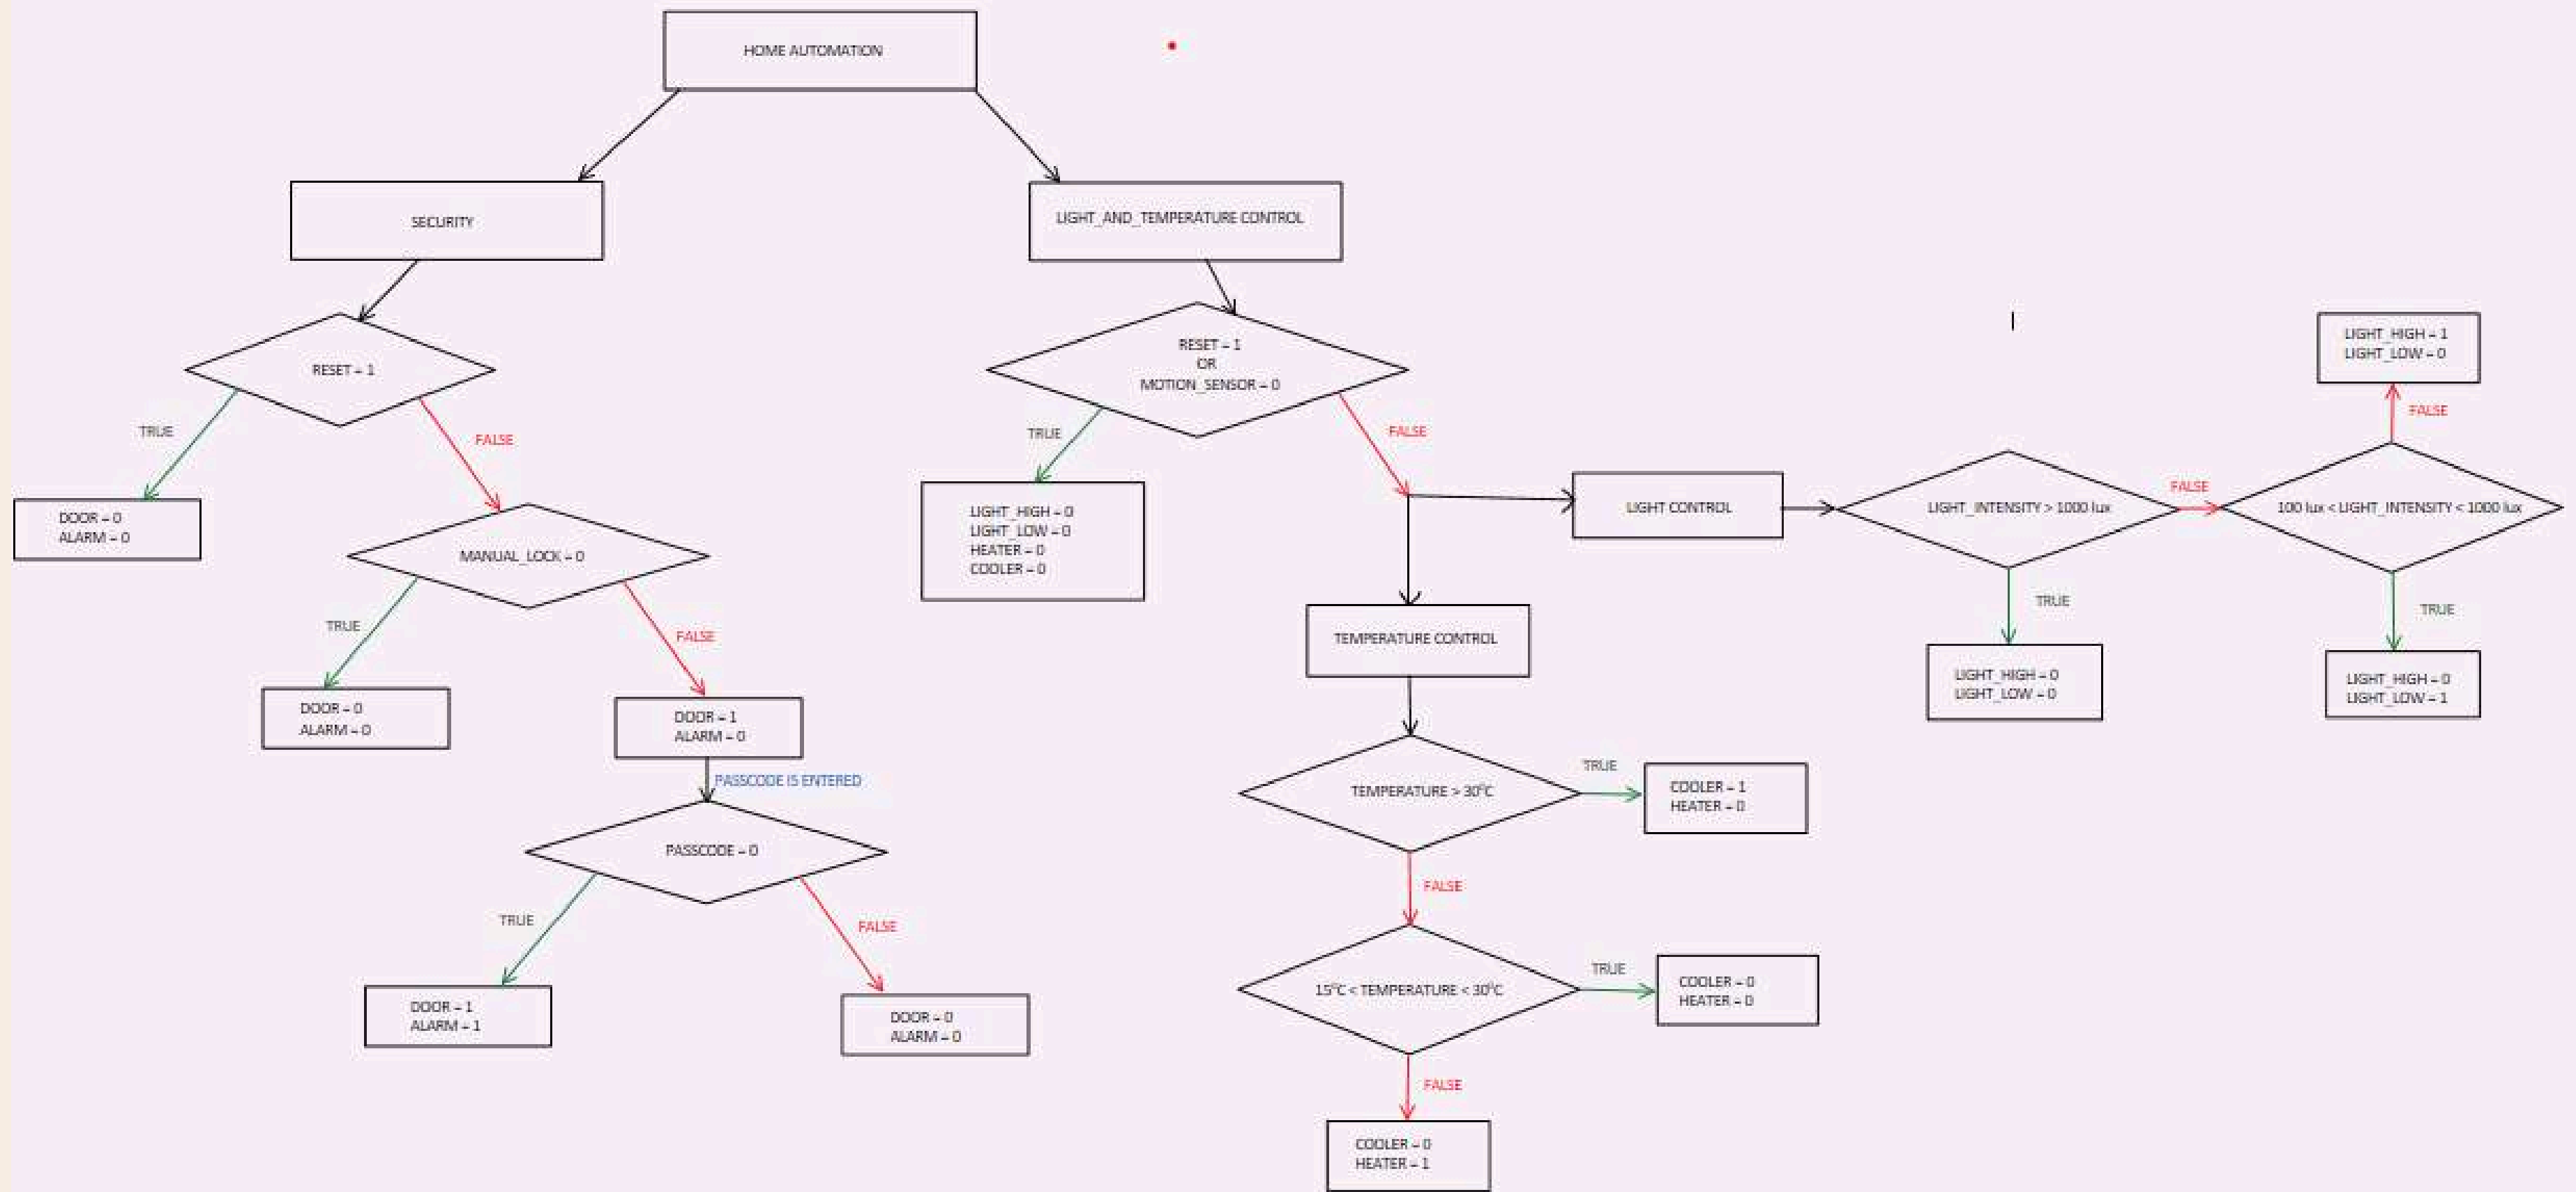 HOME AUTOMATION
SECURITY
LIGHT_AND_TEMPERATURE CONTROL
RESET = 1
TRUE
FALSE
DOOR = 0
ALARM = 0
MANUAL_LOCK = 0
TRUE
FALSE
DOOR = 0
ALARM = 0
DOOR = 1
ALARM = 0
PASSCODE IS ENTERED
PASSCODE = 0
TRUE
FALSE
DOOR = 1
ALARM = 1
DOOR = 0
ALARM = 0
RESET = 1
OR
MOTION_SENSOR = 0
TRUE
FALSE
LIGHT_HIGH = 0
LIGHT_LOW = 0
HEATER = 0
COOLER = 0
LIGHT CONTROL
LIGHT_INTENSITY > 1000 lux
FALSE
TRUE
LIGHT_HIGH = 0
LIGHT_LOW = 0
100 lux < LIGHT_INTENSITY < 1000 lux
FALSE
LIGHT_HIGH = 1
LIGHT_LOW = 0
TRUE
LIGHT_HIGH = 0
LIGHT_LOW = 1
TEMPERATURE CONTROL
TEMPERATURE > 30⁰C
TRUE
COOLER = 1
HEATER = 0
FALSE
15⁰C < TEMPERATURE < 30⁰C
TRUE
COOLER = 0
HEATER = 0
FALSE
COOLER = 0
HEATER = 1